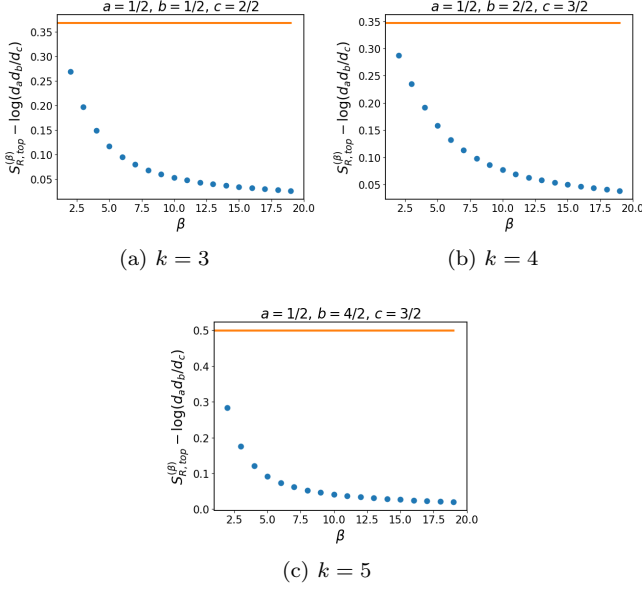 a = 1/2, b = 1/2, c = 2/2
S_{R,top}^{(β)} − log(d_a d_b/d_c)
0.35
0.30
0.25
0.20
0.15
0.10
0.05
2.5 5.0 7.5 10.0 12.5 15.0 17.5 20.0
β
(a) k = 3
a = 1/2, b = 2/2, c = 3/2
S_{R,top}^{(β)} − log(d_a d_b/d_c)
0.35
0.30
0.25
0.20
0.15
0.10
0.05
2.5 5.0 7.5 10.0 12.5 15.0 17.5 20.0
β
(b) k = 4
a = 1/2, b = 4/2, c = 3/2
S_{R,top}^{(β)} − log(d_a d_b/d_c)
0.5
0.4
0.3
0.2
0.1
0.0
2.5 5.0 7.5 10.0 12.5 15.0 17.5 20.0
β
(c) k = 5